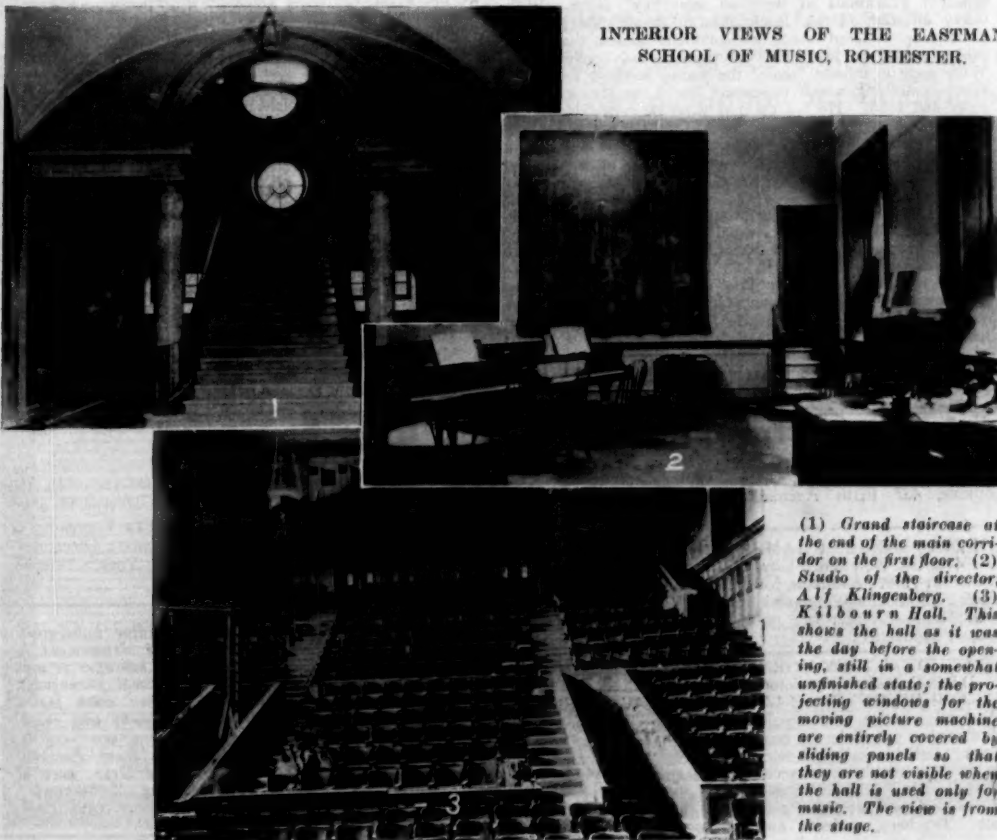 INTERIOR VIEWS OF THE EASTMAN
SCHOOL OF MUSIC, ROCHESTER.
1
2
3
(1) Grand staircase at
the end of the main corri-
dor on the first floor. (2)
Studio of the director,
Alf Klingenberg. (3)
Kilbourn Hall. This
shows the hall as it was
the day before the open-
ing, still in a somewhat
unfinished state; the pro-
jecting windows for the
moving picture machine
are entirely covered by
sliding panels so that
they are not visible when
the hall is used only for
music. The view is from
the stage.